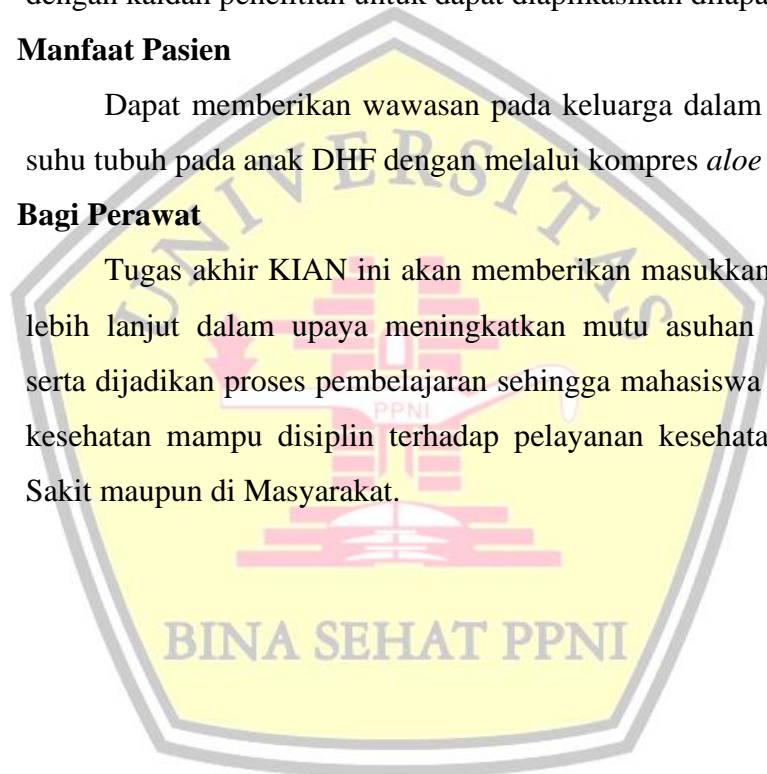 dengan kaidah penelitian untuk dapat diaplikasikan dilapa
Manfaat Pasien
Dapat memberikan wawasan pada keluarga dalam
suhu tubuh pada anak DHF dengan melalui kompres aloe
Bagi Perawat
Tugas akhir KIAN ini akan memberikan masukkan
lebih lanjut dalam upaya meningkatkan mutu asuhan
serta dijadikan proses pembelajaran sehingga mahasiswa
kesehatan mampu disiplin terhadap pelayanan kesehata
Sakit maupun di Masyarakat.
UNIVERSITAS
PPNI
BINA SEHAT PPNI